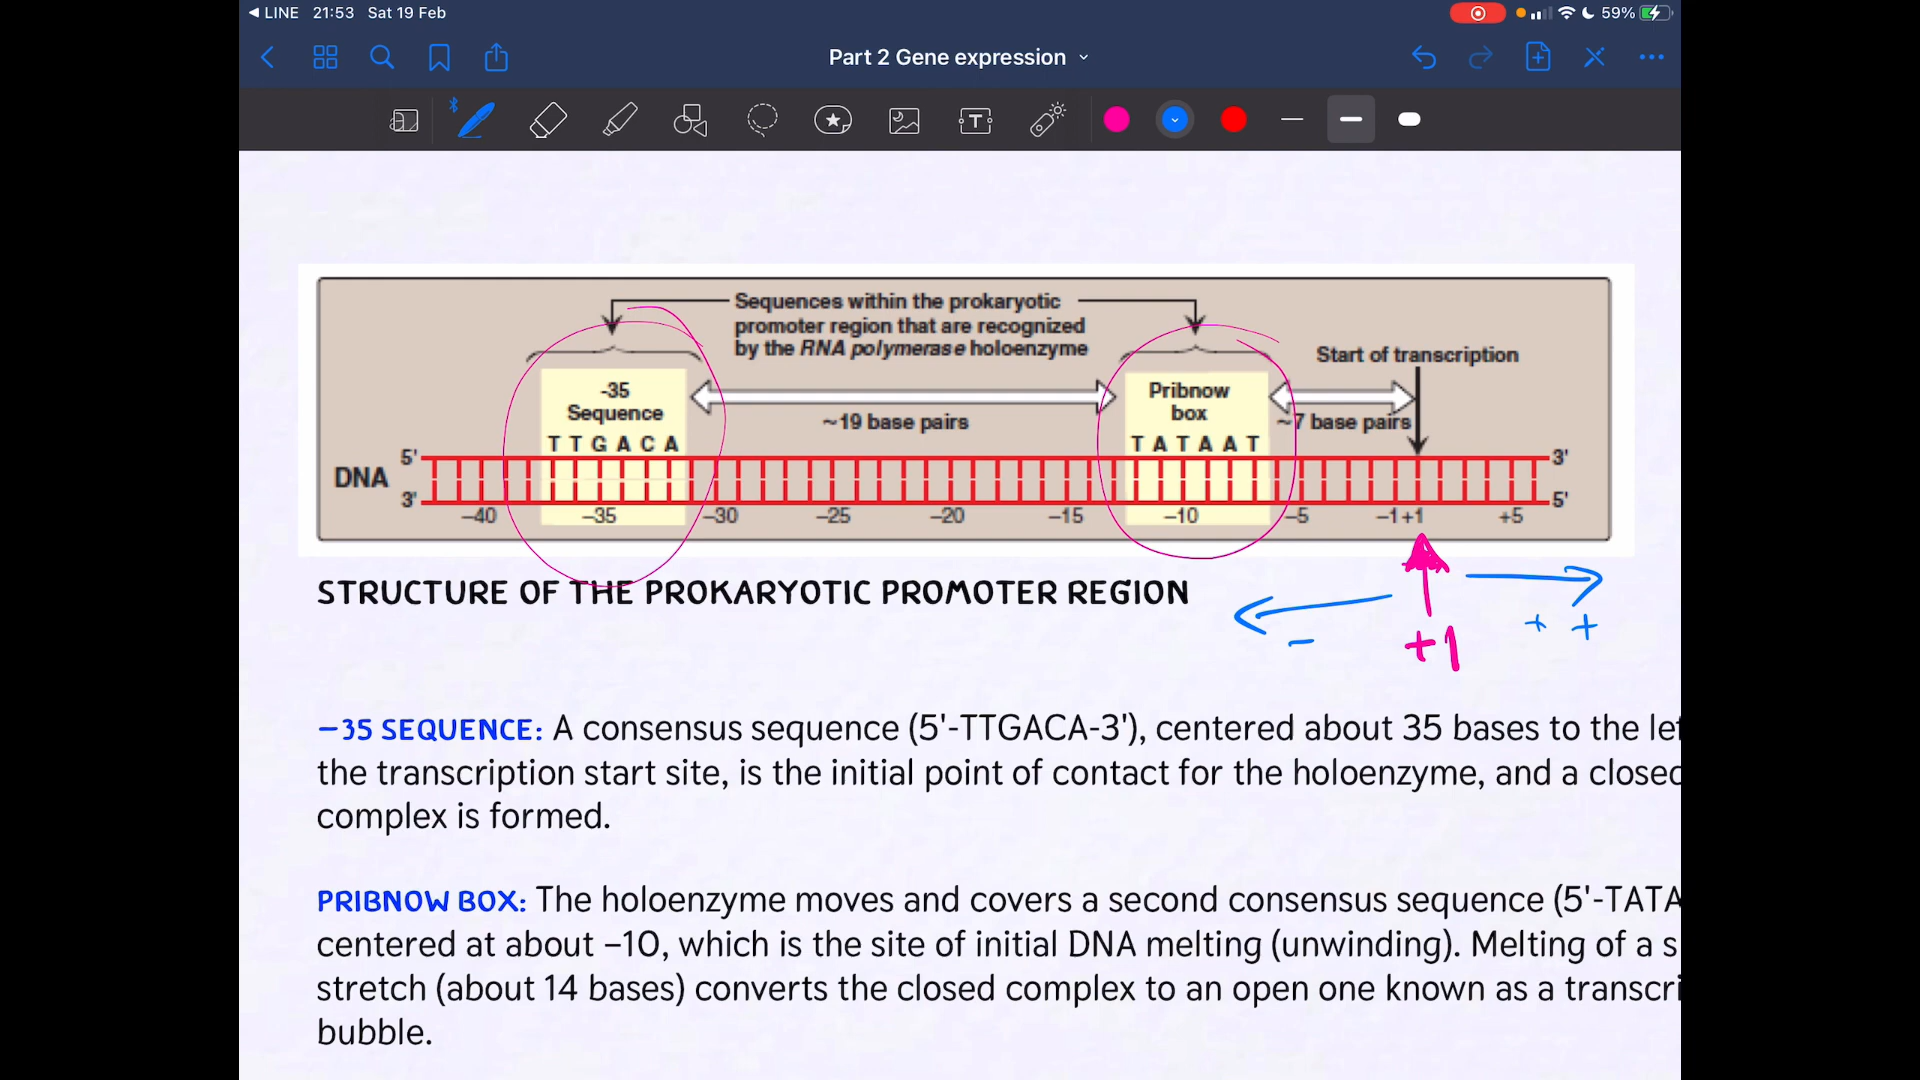 LINE 21:53 Sat 19 Feb 59%
Part 2 Gene expression
T
Sequences within the prokaryotic
promoter region that are recognized
by the RNA polymerase holoenzyme
Start of transcription
-35
Sequence
Pribnow
box
~19 base pairs
~7 base pairs
T T G A C A
T A T A A T
DNA
5' 3'
3' 5'
–40 –35 –30 –25 –20 –15 –10 –5 –1 +1 +5
STRUCTURE OF THE PROKARYOTIC PROMOTER REGION
– +1 + +
–35 SEQUENCE: A consensus sequence (5'-TTGACA-3'), centered about 35 bases to the lef
the transcription start site, is the initial point of contact for the holoenzyme, and a closed
complex is formed.
PRIBNOW BOX: The holoenzyme moves and covers a second consensus sequence (5'-TATA
centered at about –10, which is the site of initial DNA melting (unwinding). Melting of a s
stretch (about 14 bases) converts the closed complex to an open one known as a transcri
bubble.